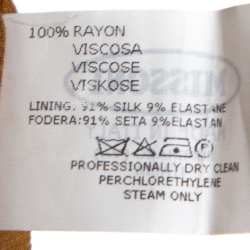 100% RAYON
VISCOSA
VISCOSE
VISKOSE
LINING: 91% SILK 9% ELASTANE
FODERA:91% SETA 9%ELASTAN
PROFESSIONALLY DRY CLEAN
PERCHLORETHYLENE
STEAM ONLY